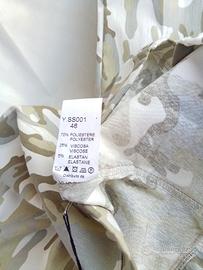 Y.SS001
46
70% POLIESTERE
POLYESTER
25% VISCOSA
VISCOSE
5% ELASTAN
ELASTANE